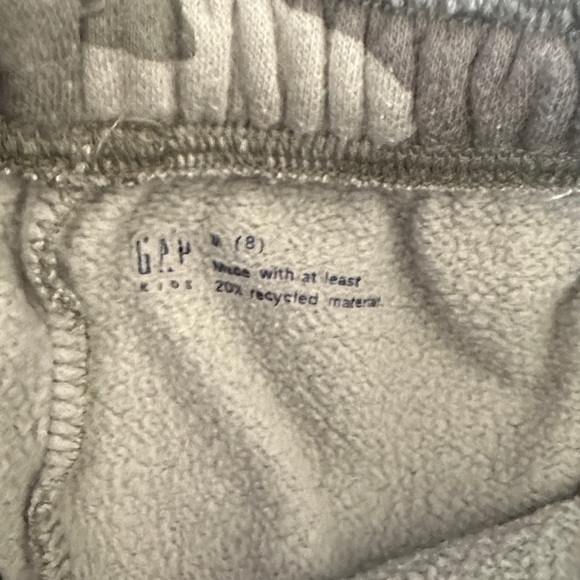 GAP
KIDS
M (8)
Made with at least
20% recycled material.